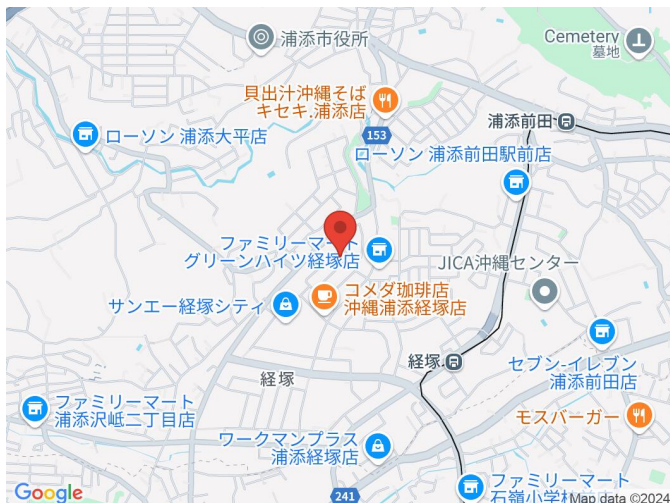 浦添市役所
Cemetery
墓地
貝出汁沖縄そば
キセキ.浦添店
浦添前田
153
ローソン 浦添大平店
ローソン 浦添前田駅前店
ファミリーマート
グリーンハイツ経塚店
JICA沖縄センター
コメダ珈琲店
沖縄浦添経塚店
サンエー経塚シティ
経塚
セブン-イレブン
浦添前田店
経塚
ファミリーマート
浦添沢岻二丁目店
モスバーガー
ワークマンプラス
浦添経塚店
ファミリーマート
石嶺小学校
241
Google
Map data ©2024